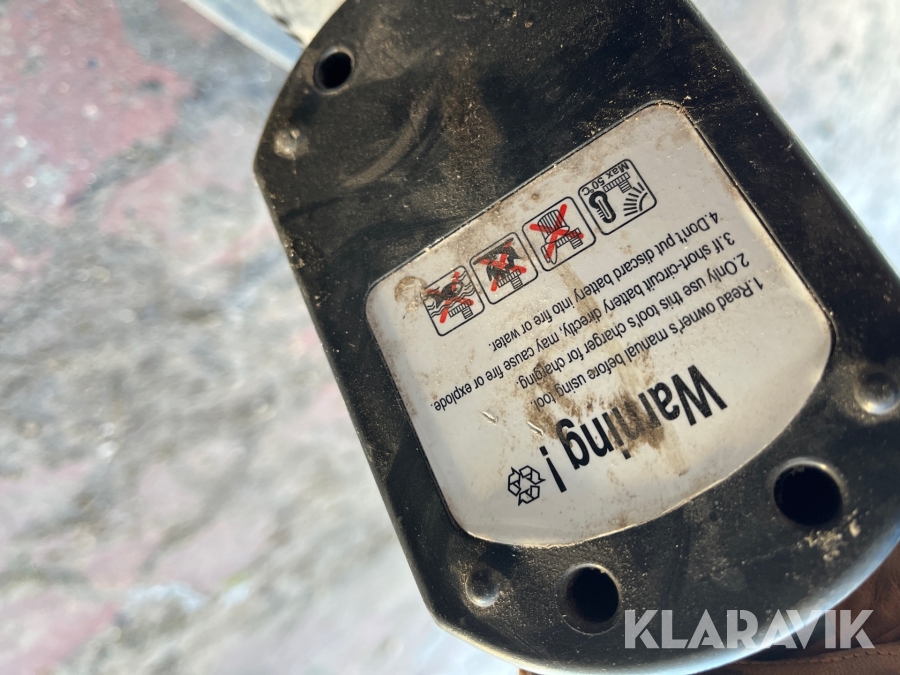 Warning !
1.Read owner's manual before using tool.
2.Only use this tool's charger for charging.
3.If short-circuit battery directly, may cause fire or explode.
4.Don't put discard battery into fire or water.
Max 50°C
KLARAVIK